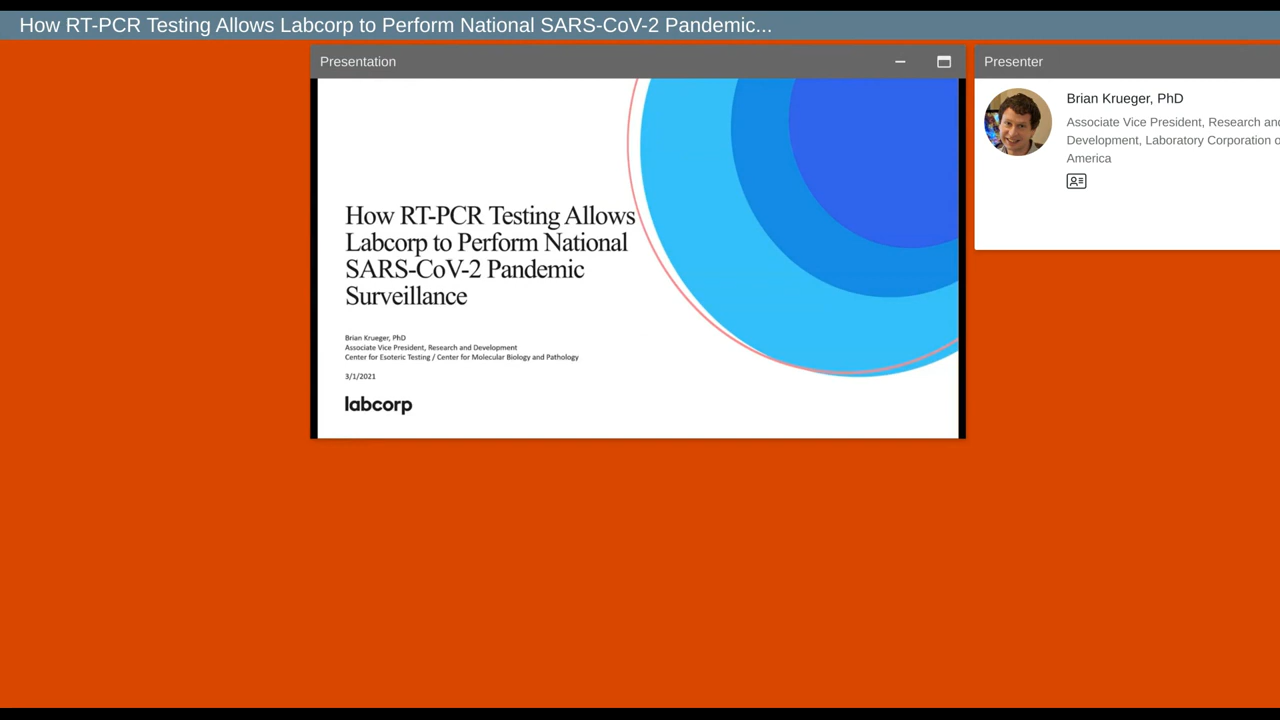 How RT-PCR Testing Allows Labcorp to Perform National SARS-CoV-2 Pandemic...
Presentation
How RT-PCR Testing Allows
Labcorp to Perform National
SARS-CoV-2 Pandemic
Surveillance
Brian Krueger, PhD
Associate Vice President, Research and Development
Center for Esoteric Testing / Center for Molecular Biology and Pathology
3/1/2021
labcorp
Presenter
Brian Krueger, PhD
Associate Vice President, Research and
Development, Laboratory Corporation o
America